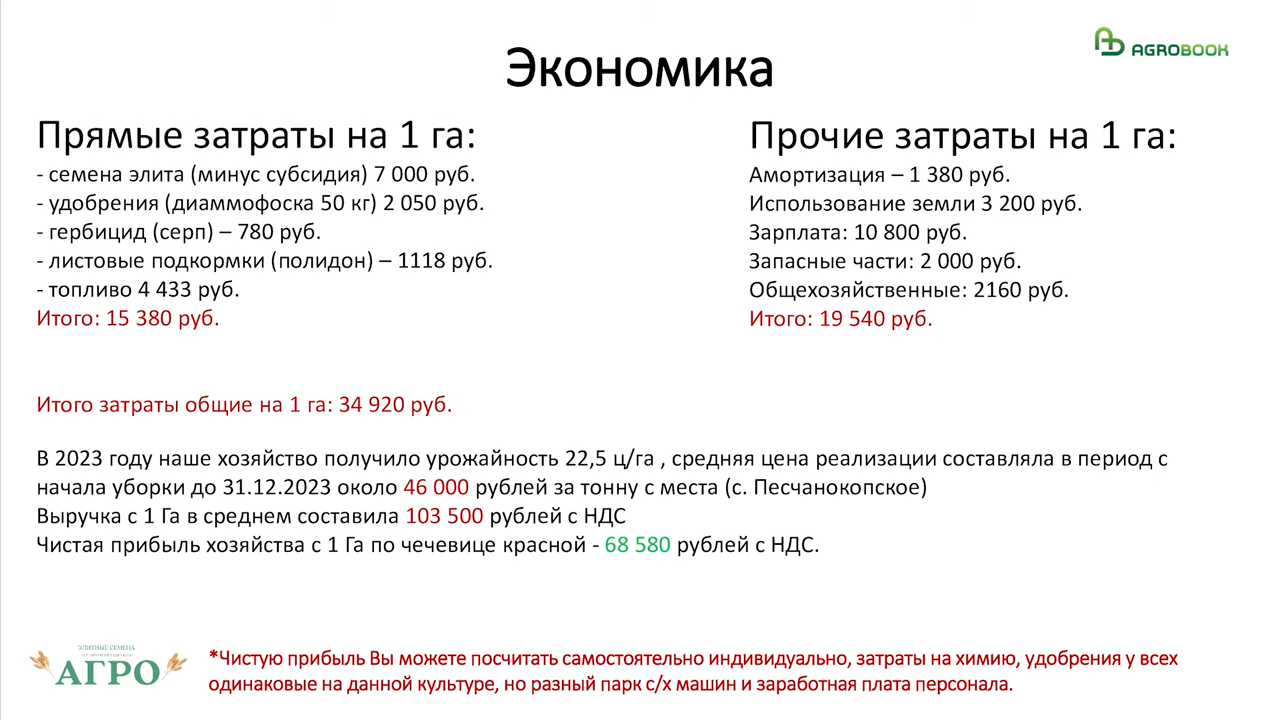 AGROBOOK
Экономика
Прямые затраты на 1 га:
- семена элита (минус субсидия) 7 000 руб.
- удобрения (диаммофоска 50 кг) 2 050 руб.
- гербицид (серп) – 780 руб.
- листовые подкормки (полидон) – 1118 руб.
- топливо 4 433 руб.
Итого: 15 380 руб.
Прочие затраты на 1 га:
Амортизация – 1 380 руб.
Использование земли 3 200 руб.
Зарплата: 10 800 руб.
Запасные части: 2 000 руб.
Общехозяйственные: 2160 руб.
Итого: 19 540 руб.
Итого затраты общие на 1 га: 34 920 руб.
В 2023 году наше хозяйство получило урожайность 22,5 ц/га , средняя цена реализации составляла в период с
начала уборки до 31.12.2023 около 46 000 рублей за тонну с места (с. Песчанокопское)
Выручка с 1 Га в среднем составила 103 500 рублей с НДС
Чистая прибыль хозяйства с 1 Га по чечевице красной - 68 580 рублей с НДС.
ЭЛИТНЫЕ СЕМЕНА
ОТ ПРОИЗВОДИТЕЛЯ
АГРО
*Чистую прибыль Вы можете посчитать самостоятельно индивидуально, затраты на химию, удобрения у всех
одинаковые на данной культуре, но разный парк с/х машин и заработная плата персонала.